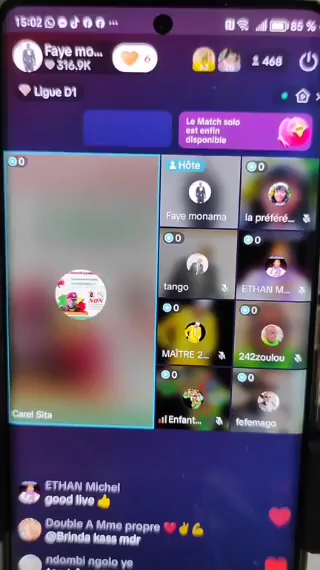 15:02
85 %
Faye mo...
316.9K
6
468
Ligue D1
Le Match solo
est enfin
disponible
0
Hôte
Faye monama
0
la préféré...
0
tango
0
ETHAN M...
0
MAÎTRE 2...
0
242zoulou
0
Il Enfant...
0
fefemago
Carel Sita
ETHAN Michel
good live 👍
Double A Mme propre ❤️✌️💪
@Brinda kass mdr
ndombi ngolo ye